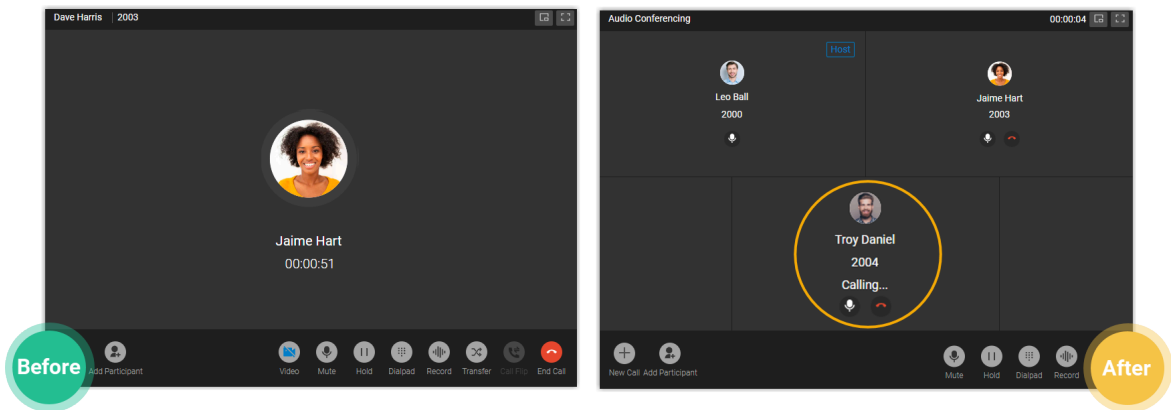 Dave Harris | 2003
Jaime Hart
00:00:51
Before
Add Participant
Video
Mute
Hold
Dialpad
Record
Transfer
Call Flip
End Call
Audio Conferencing
00:00:04
Host
Leo Ball
2000
Jaime Hart
2003
Troy Daniel
2004
Calling...
New Call
Add Participant
Mute
Hold
Dialpad
Record
After